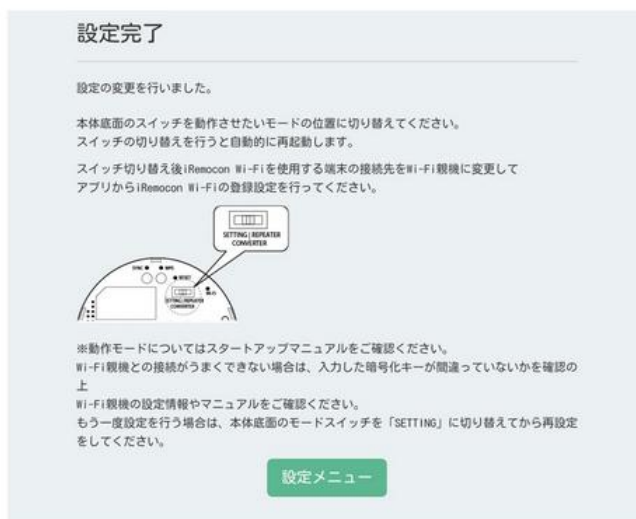 設定完了
設定の変更を行いました。
本体底面のスイッチを動作させたいモードの位置に切り替えてください。
スイッチの切り替えを行うと自動的に再起動します。
スイッチ切り替え後iRemocon Wi-Fiを使用する端末の接続先をWi-Fi親機に変更して
アプリからiRemocon Wi-Fiの登録設定を行ってください。
SETTING | REPEATER
CONVERTER
SYNC
WPS
RESET
Wi-Fi
SETTING | REPEATER
CONVERTER
※動作モードについてはスタートアップマニュアルをご確認ください。
Wi-Fi親機との接続がうまくできない場合は、入力した暗号化キーが間違っていないかを確認の
上
Wi-Fi親機の設定情報やマニュアルをご確認ください。
もう一度設定を行う場合は、本体底面のモードスイッチを「SETTING」に切り替えてから再設定
をしてください。
設定メニュー